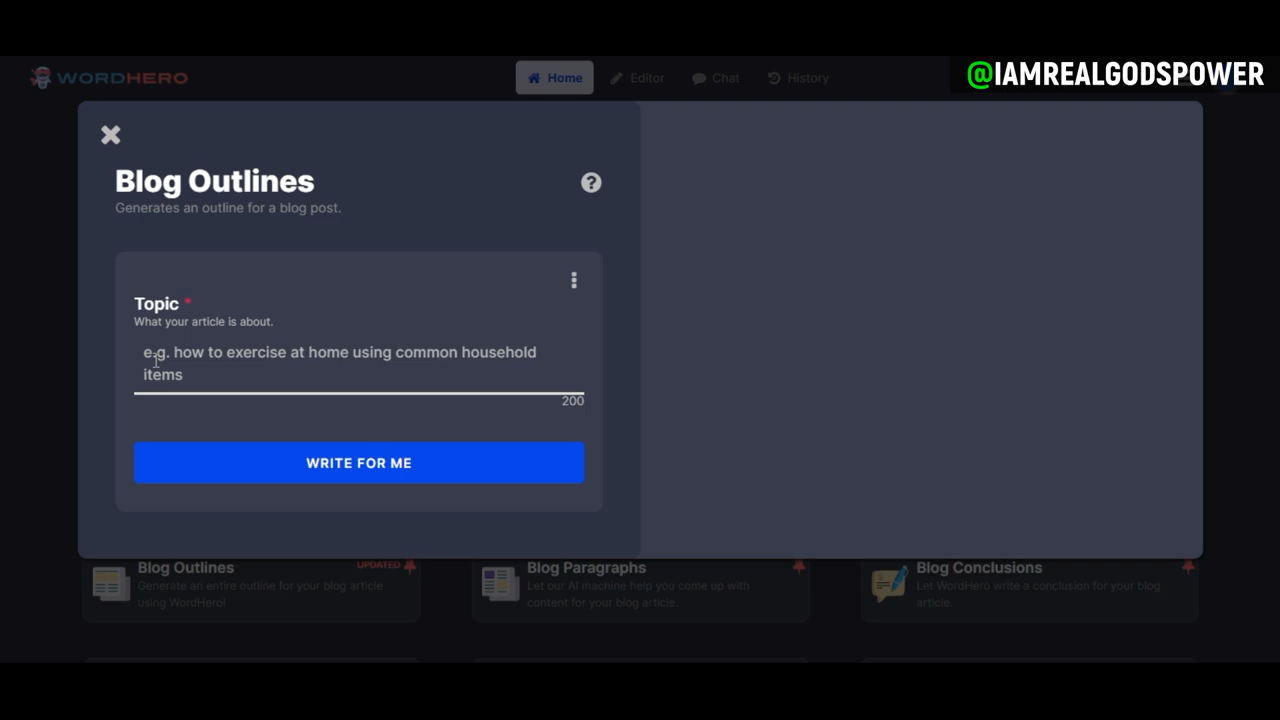 WORDHERO
Home
Editor
Chat
History
@IAMREALGODSPOWER
Blog Outlines
Generates an outline for a blog post.
Topic *
What your article is about.
e.g. how to exercise at home using common household
items
200
WRITE FOR ME
Blog Outlines
UPDATED
Generate an entire outline for your blog article
using WordHero!
Blog Paragraphs
Let our AI machine help you come up with
content for your blog article.
Blog Conclusions
Let WordHero write a conclusion for your blog
article.